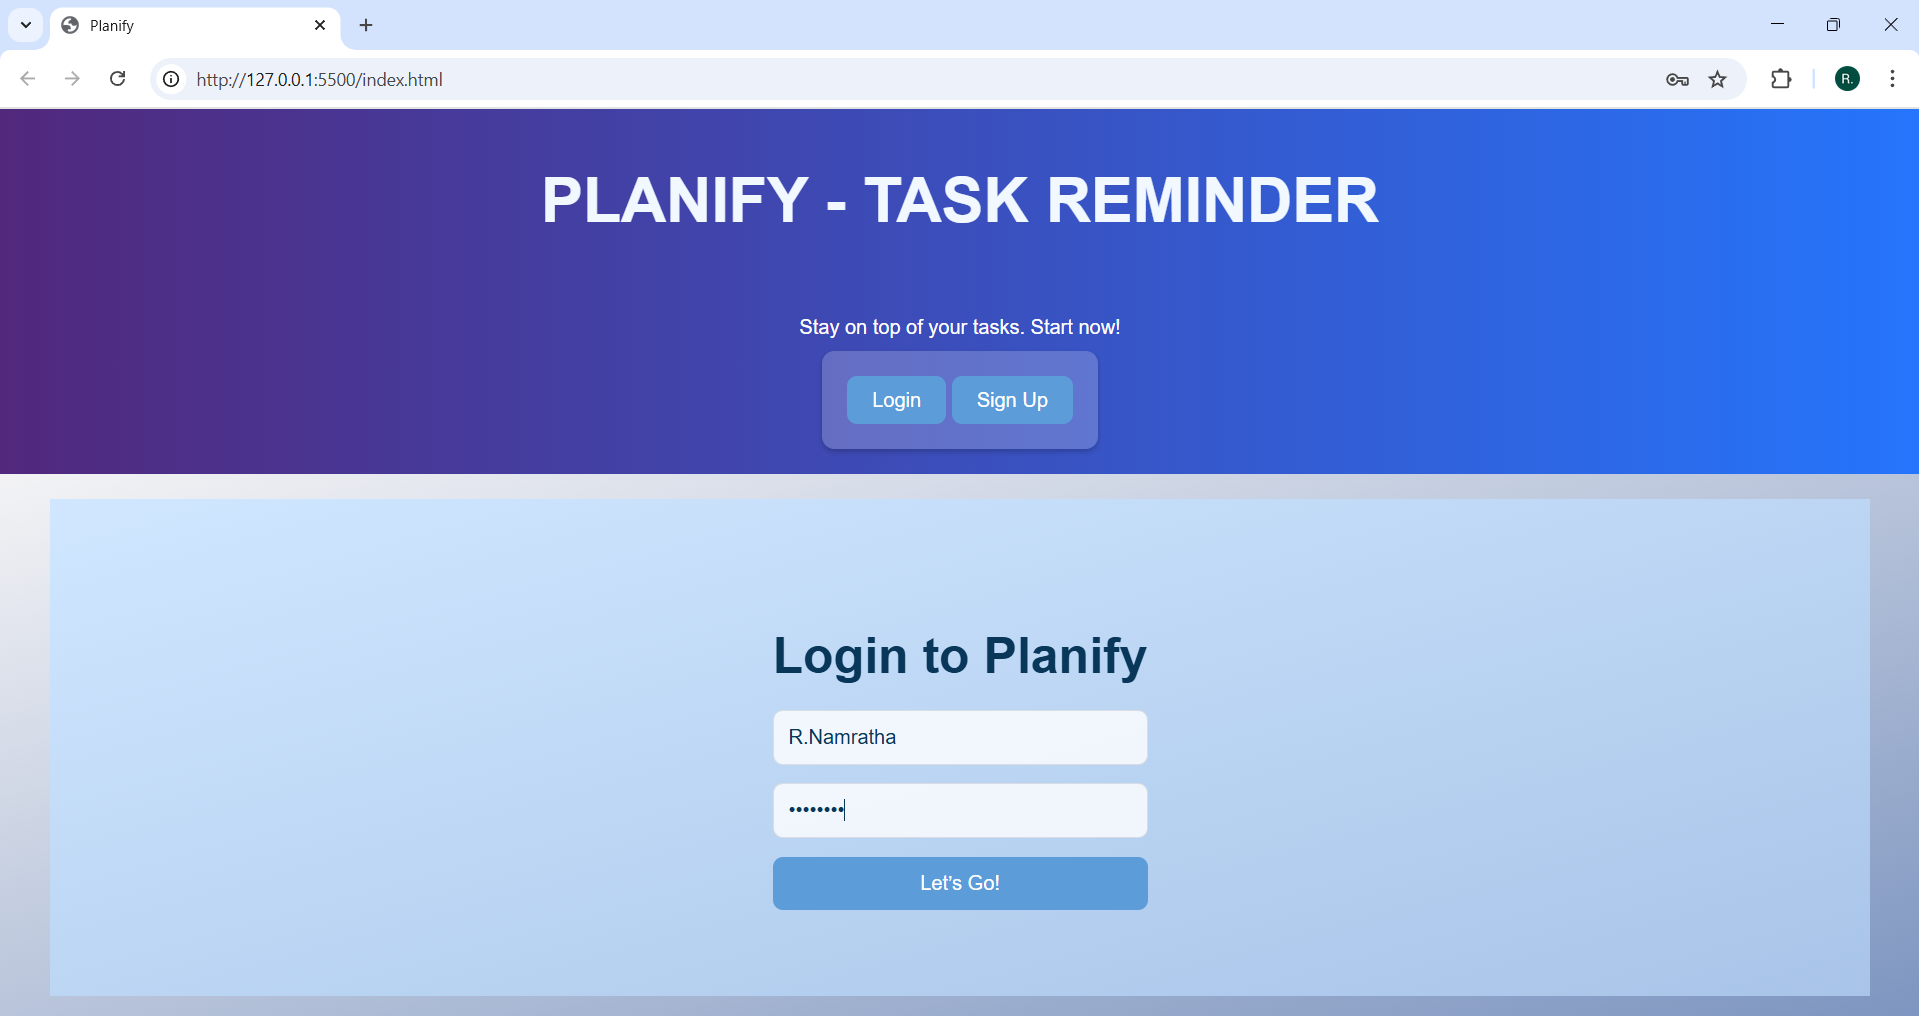 Planify
http://127.0.0.1:5500/index.html
R.
PLANIFY - TASK REMINDER
Stay on top of your tasks. Start now!
Login Sign Up
Login to Planify
R.Namratha
••••••••
Let's Go!